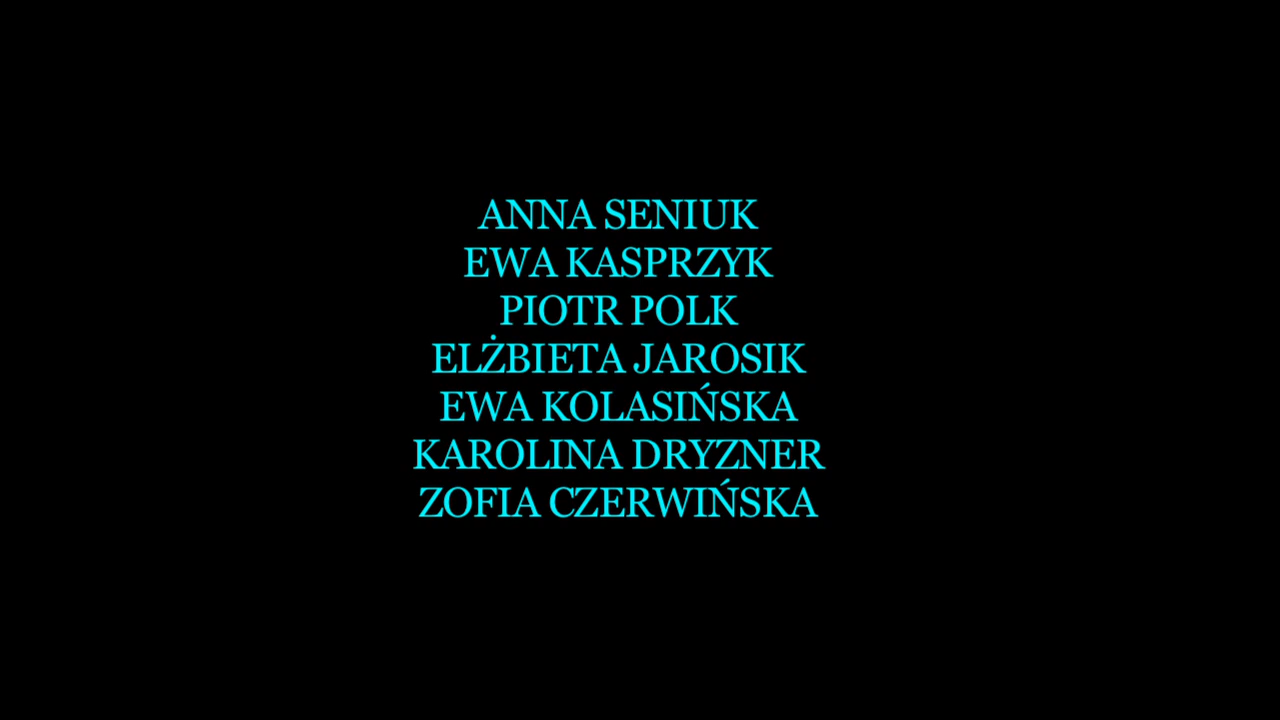 ANNA SENIUK
EWA KASPRZYK
PIOTR POLK
ELŻBIETA JAROSIK
EWA KOLASIŃSKA
KAROLINA DRYZNER
ZOFIA CZERWIŃSKA